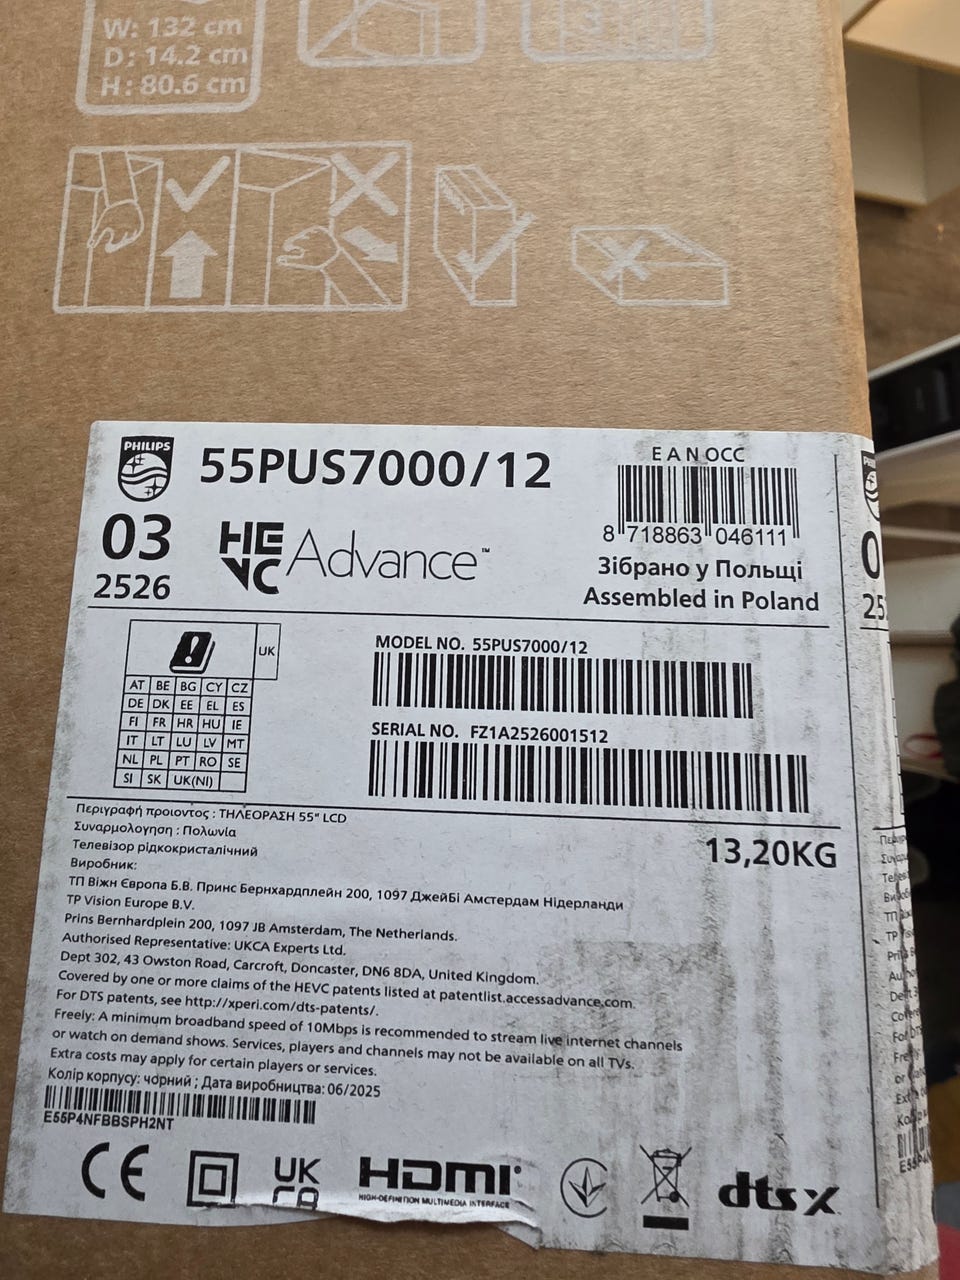 W: 132 cm
D: 14.2 cm
H: 80.6 cm
PHILIPS
55PUS7000/12
EAN OCC
8 718863 046111
03
2526
HEVC Advance™
Зібрано у Польщі
Assembled in Poland
UK
AT BE BG CY CZ
DE DK EE EL ES
FI FR HR HU IE
IT LT LU LV MT
NL PL PT RO SE
SI SK UK(NI)
MODEL NO. 55PUS7000/12
SERIAL NO. FZ1A2526001512
Περιγραφή προιοντος : ΤΗΛΕΟΡΑΣΗ 55" LCD
Συναρμολογηση : Πολωνία
Телевізор рідкокристалічний
13,20KG
Виробник:
ТП Віжн Європа Б.В. Принс Бернхардплейн 200, 1097 ДжейБі Амстердам Нідерланди
TP Vision Europe B.V.
Prins Bernhardplein 200, 1097 JB Amsterdam, The Netherlands.
Authorised Representative: UKCA Experts Ltd.
Dept 302, 43 Owston Road, Carcroft, Doncaster, DN6 8DA, United Kingdom.
Covered by one or more claims of the HEVC patents listed at patentlist.accessadvance.com.
For DTS patents, see http://xperi.com/dts-patents/.
Freely: A minimum broadband speed of 10Mbps is recommended to stream live internet channels
or watch on demand shows. Services, players and channels may not be available on all TVs.
Extra costs may apply for certain players or services.
Колір корпусу: чорний ; Дата виробництва: 06/2025
E55P4NFBBSPH2NT
CE
UK
CA
HDMI®
HIGH-DEFINITION MULTIMEDIA INTERFACE
dts X